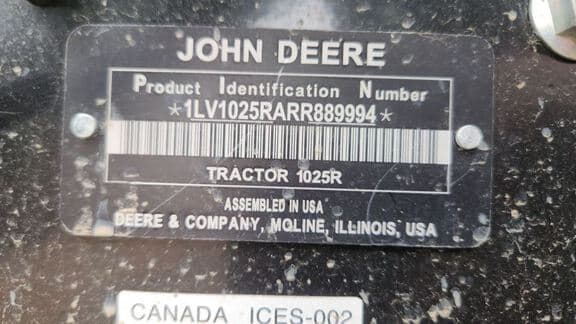 JOHN DEERE
Product Identification Number
*1LV1025RARR889994*
TRACTOR 1025R
ASSEMBLED IN USA
DEERE & COMPANY, MOLINE, ILLINOIS, USA
CANADA ICES-002